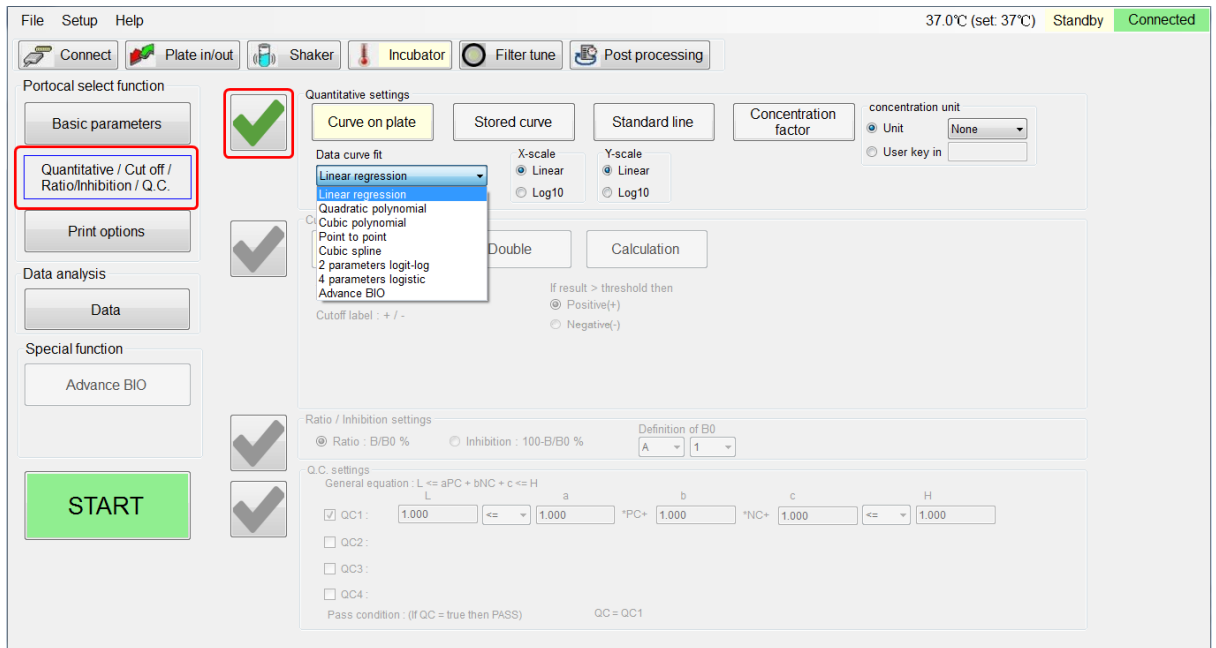 File Setup Help
37.0℃ (set: 37℃) Standby Connected
Connect Plate in/out Shaker Incubator Filter tune Post processing
Portocal select function
Basic parameters
Quantitative / Cut off /
Ratio/Inhibition / Q.C.
Print options
Data analysis
Data
Special function
Advance BIO
START
Quantitative settings
Curve on plate Stored curve Standard line Concentration
factor
concentration unit
Unit None
User key in
Data curve fit X-scale Y-scale
Linear regression Linear Linear
Log10 Log10
Linear regression
Quadratic polynomial
Cubic polynomial
Point to point
Cubic spline
2 parameters logit-log
4 parameters logistic
Advance BIO
Double Calculation
If result > threshold then
Positive(+)
Negative(-)
Cutoff label : + / -
Ratio / Inhibition settings
Ratio : B/B0 % Inhibition : 100-B/B0 %
Definition of B0
A 1
Q.C. settings
General equation : L <= aPC + bNC + c <= H
L a b c H
QC1 : 1.000 <= 1.000 *PC+ 1.000 *NC+ 1.000 <= 1.000
QC2 :
QC3 :
QC4 :
Pass condition : (If QC = true then PASS) QC = QC1